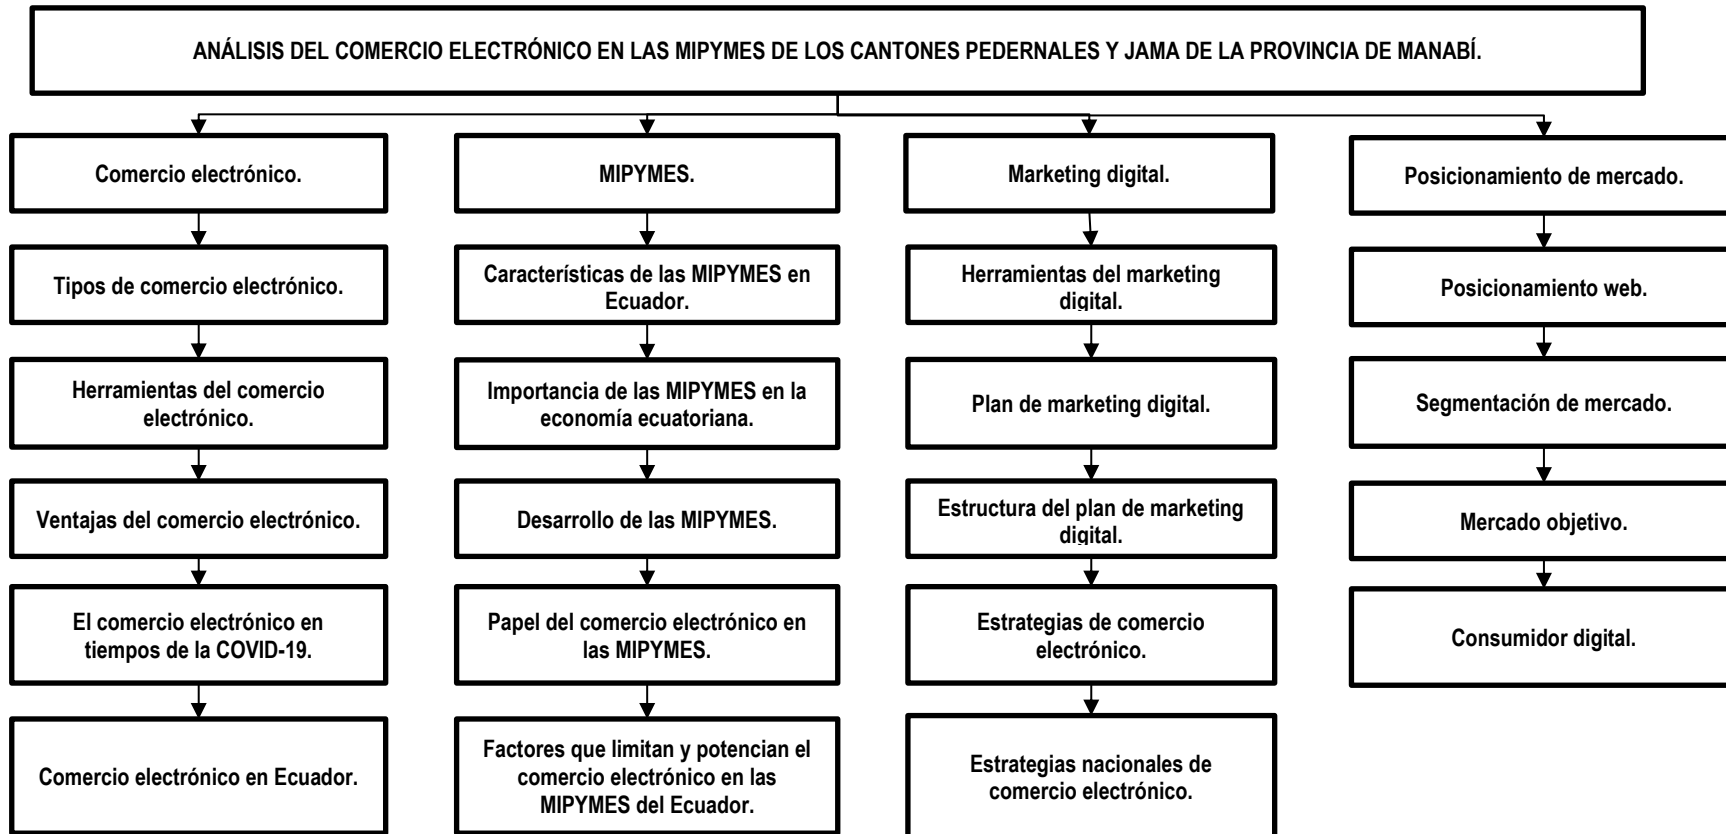 ANÁLISIS DEL COMERCIO ELECTRÓNICO EN LAS MIPYMES DE LOS CANTONES PEDERNALES Y JAMA DE LA PROVINCIA DE MANABÍ.
Comercio electrónico.
Tipos de comercio electrónico.
Herramientas del comercio
electrónico.
Ventajas del comercio electrónico.
El comercio electrónico en
tiempos de la COVID-19.
Comercio electrónico en Ecuador.
MIPYMES.
Características de las MIPYMES en
Ecuador.
Importancia de las MIPYMES en la
economía ecuatoriana.
Desarrollo de las MIPYMES.
Papel del comercio electrónico en
las MIPYMES.
Factores que limitan y potencian el
comercio electrónico en las
MIPYMES del Ecuador.
Marketing digital.
Herramientas del marketing
digital.
Plan de marketing digital.
Estructura del plan de marketing
digital.
Estrategias de comercio
electrónico.
Estrategias nacionales de
comercio electrónico.
Posicionamiento de mercado.
Posicionamiento web.
Segmentación de mercado.
Mercado objetivo.
Consumidor digital.